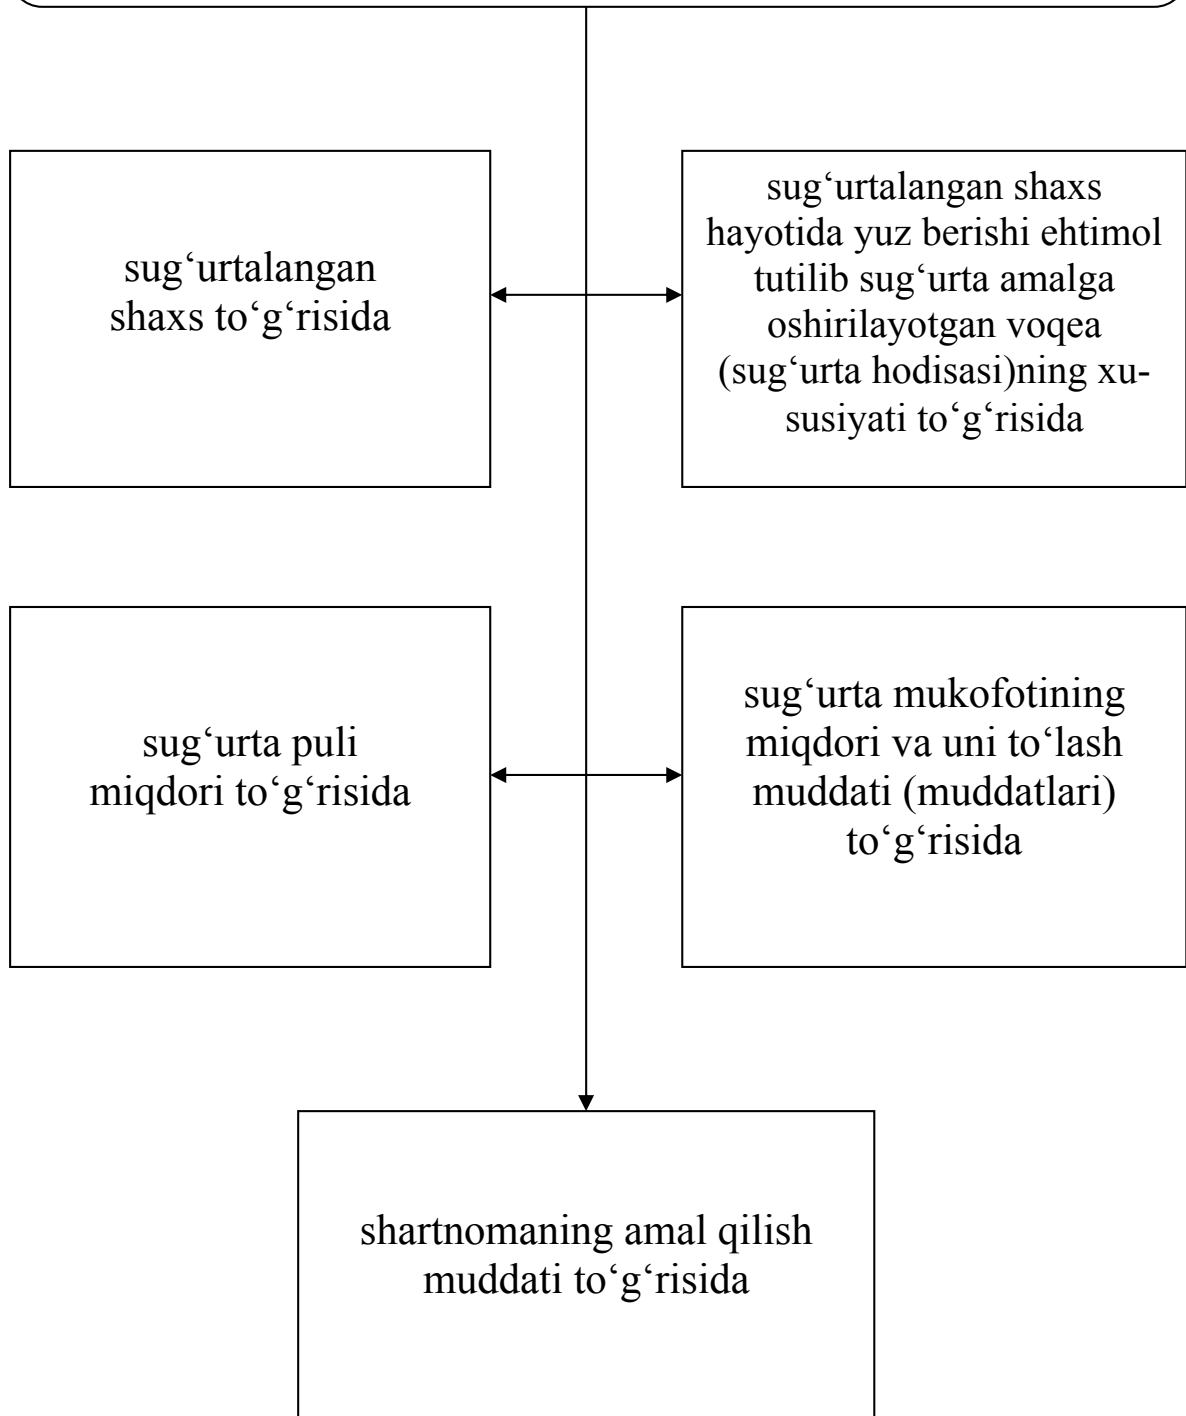 sug‘urtalangan
shaxs to‘g‘risida
sug‘urtalangan shaxs
hayotida yuz berishi ehtimol
tutilib sug‘urta amalga
oshirilayotgan voqea
(sug‘urta hodisasi)ning xu-
susiyati to‘g‘risida
sug‘urta puli
miqdori to‘g‘risida
sug‘urta mukofotining
miqdori va uni to‘lash
muddati (muddatlari)
to‘g‘risida
shartnomaning amal qilish
muddati to‘g‘risida